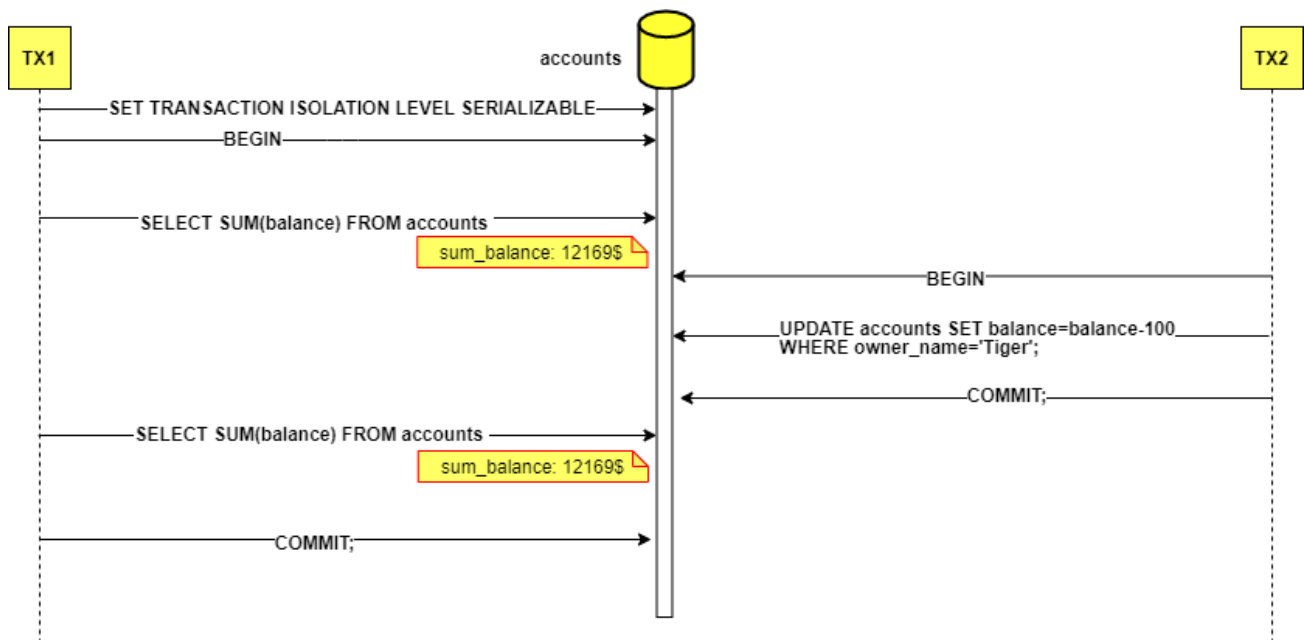 TX1
accounts
TX2
SET TRANSACTION ISOLATION LEVEL SERIALIZABLE
BEGIN
SELECT SUM(balance) FROM accounts
sum_balance: 12169$
BEGIN
UPDATE accounts SET balance=balance-100
WHERE owner_name='Tiger';
COMMIT;
SELECT SUM(balance) FROM accounts
sum_balance: 12169$
COMMIT;